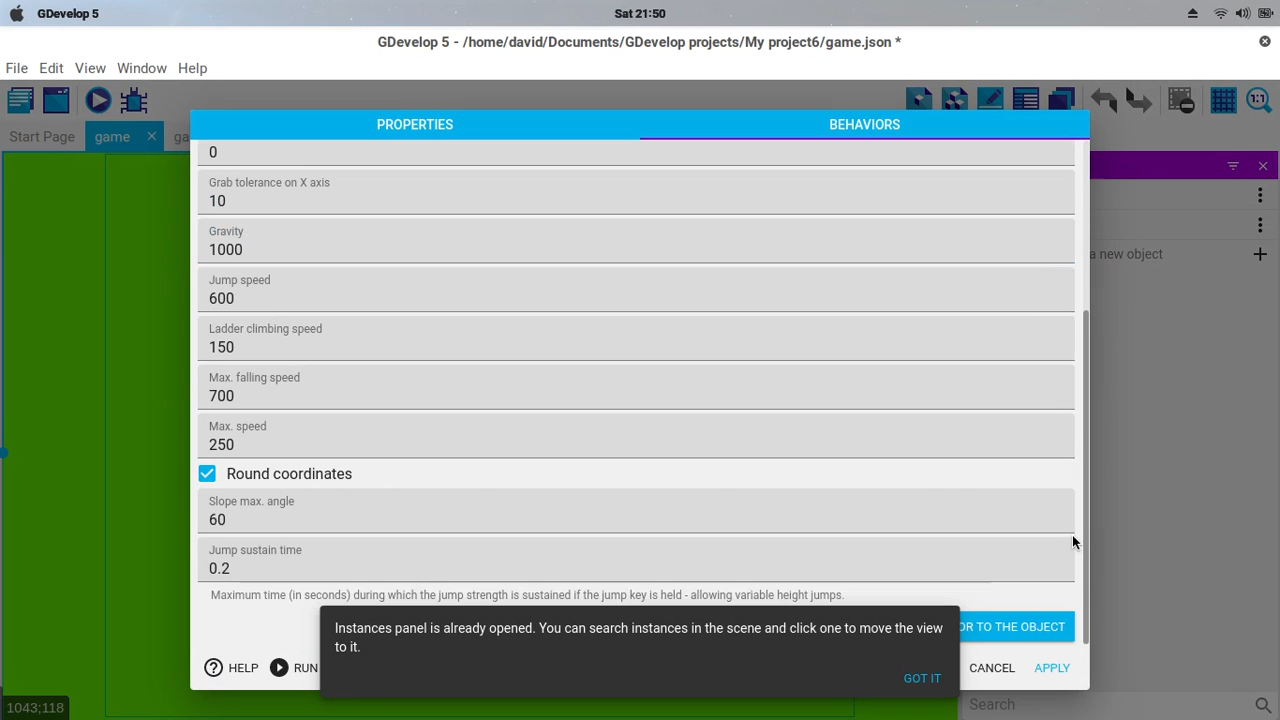 GDevelop 5
Sat 21:50
GDevelop 5 - /home/david/Documents/GDevelop projects/My project6/game.json *
File Edit View Window Help
1:1
Start Page game ga
PROPERTIES BEHAVIORS
0
Grab tolerance on X axis
10
Gravity
1000
a new object
Jump speed
600
Ladder climbing speed
150
Max. falling speed
700
Max. speed
250
Round coordinates
Slope max. angle
60
Jump sustain time
0.2
Maximum time (in seconds) during which the jump strength is sustained if the jump key is held - allowing variable height jumps.
Instances panel is already opened. You can search instances in the scene and click one to move the view
to it.
OR TO THE OBJECT
HELP RUN
CANCEL APPLY
GOT IT
1043;118
Search